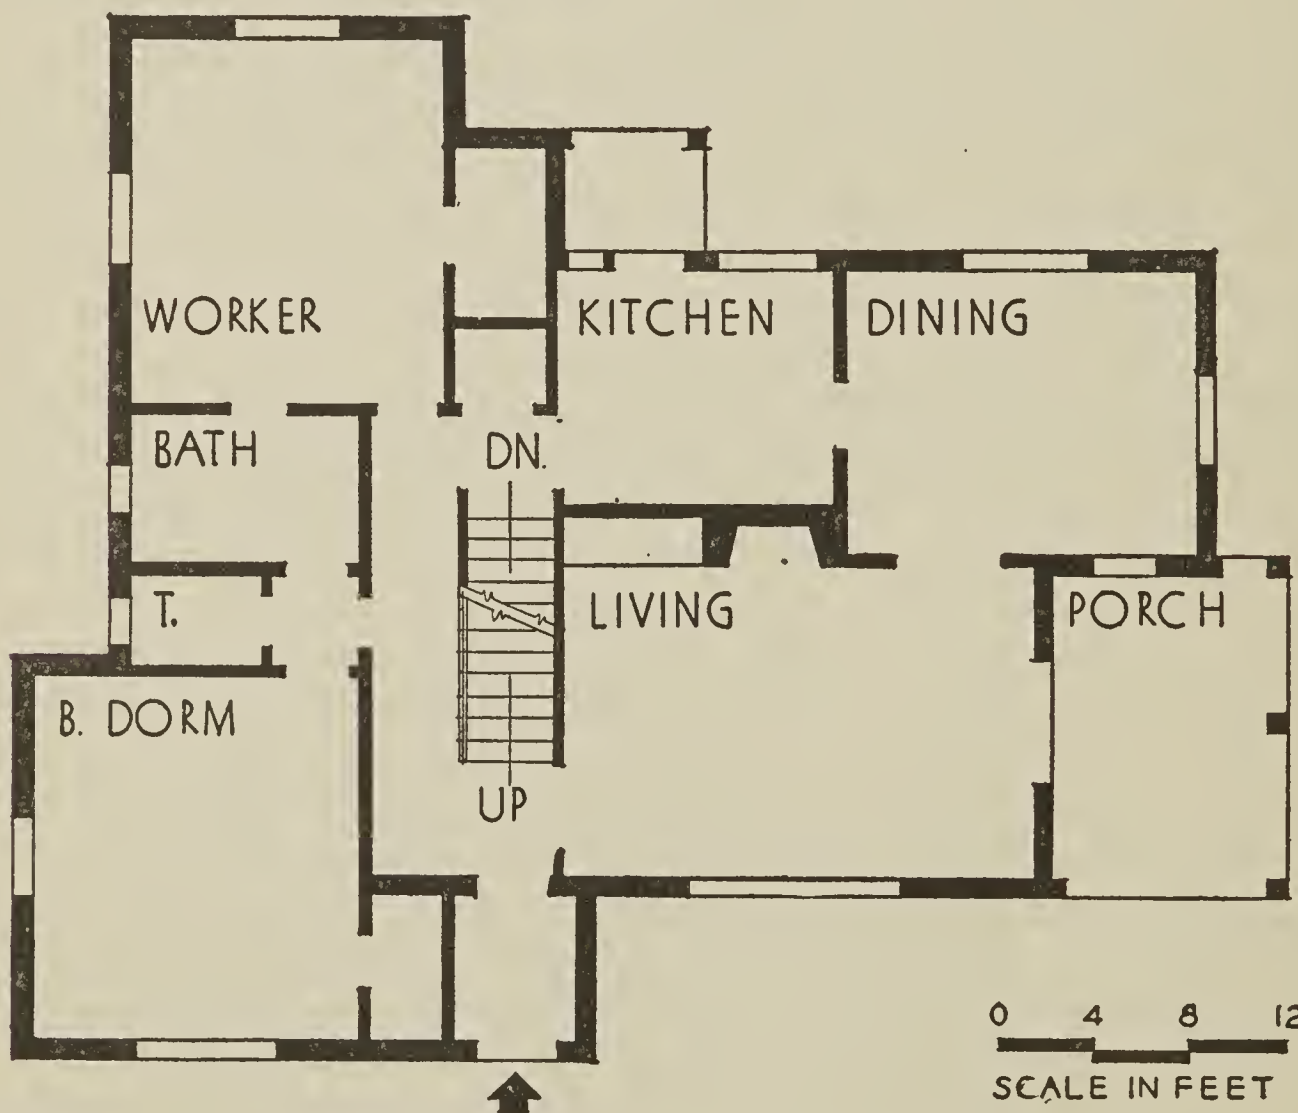 WORKER
KITCHEN
DINING
BATH
DN.
T.
LIVING
PORCH
B. DORM
UP
0 4 8 12
SCALE IN FEET